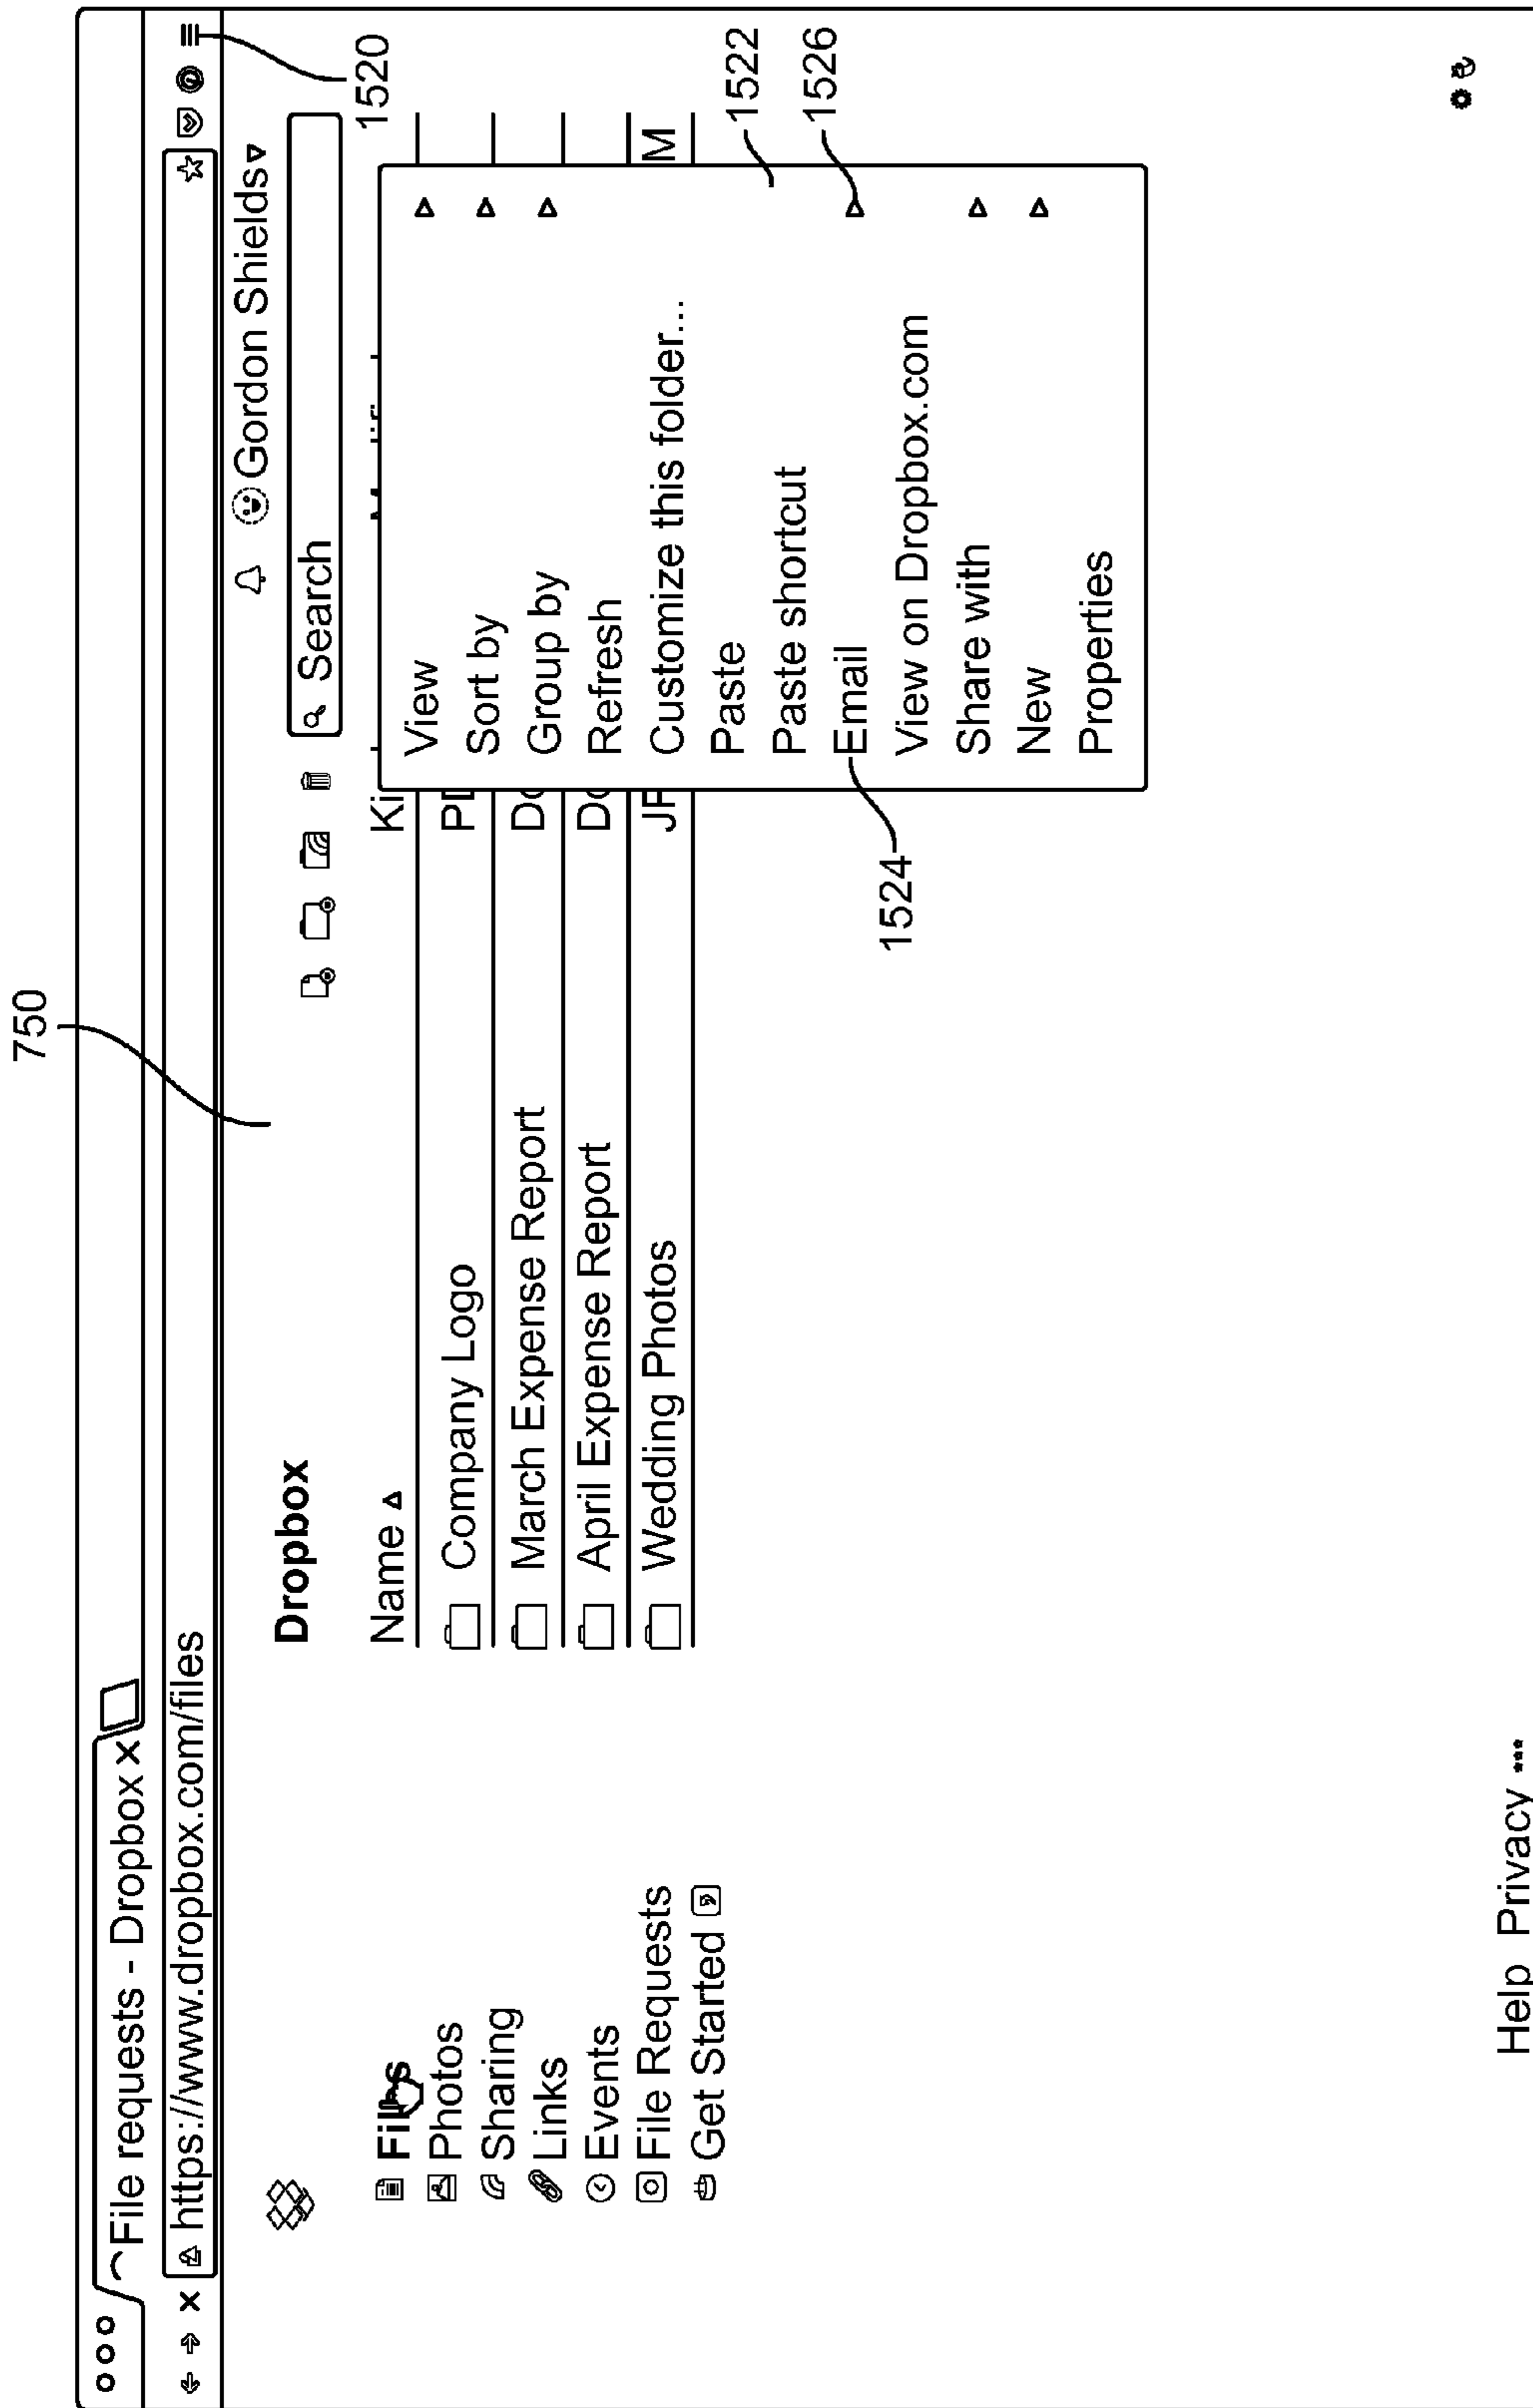 750
File requests - Dropbox x
https://www.dropbox.com/files
Gordon Shields
1520
Dropbox
Search
Files
Photos
Sharing
Links
Events
File Requests
Get Started
Name
Company Logo
March Expense Report
April Expense Report
Wedding Photos
M
View
Sort by
Group by
Refresh
Customize this folder...
Paste
Paste shortcut
Email
View on Dropbox.com
Share with
New
Properties
1522
1526
1524
Help Privacy